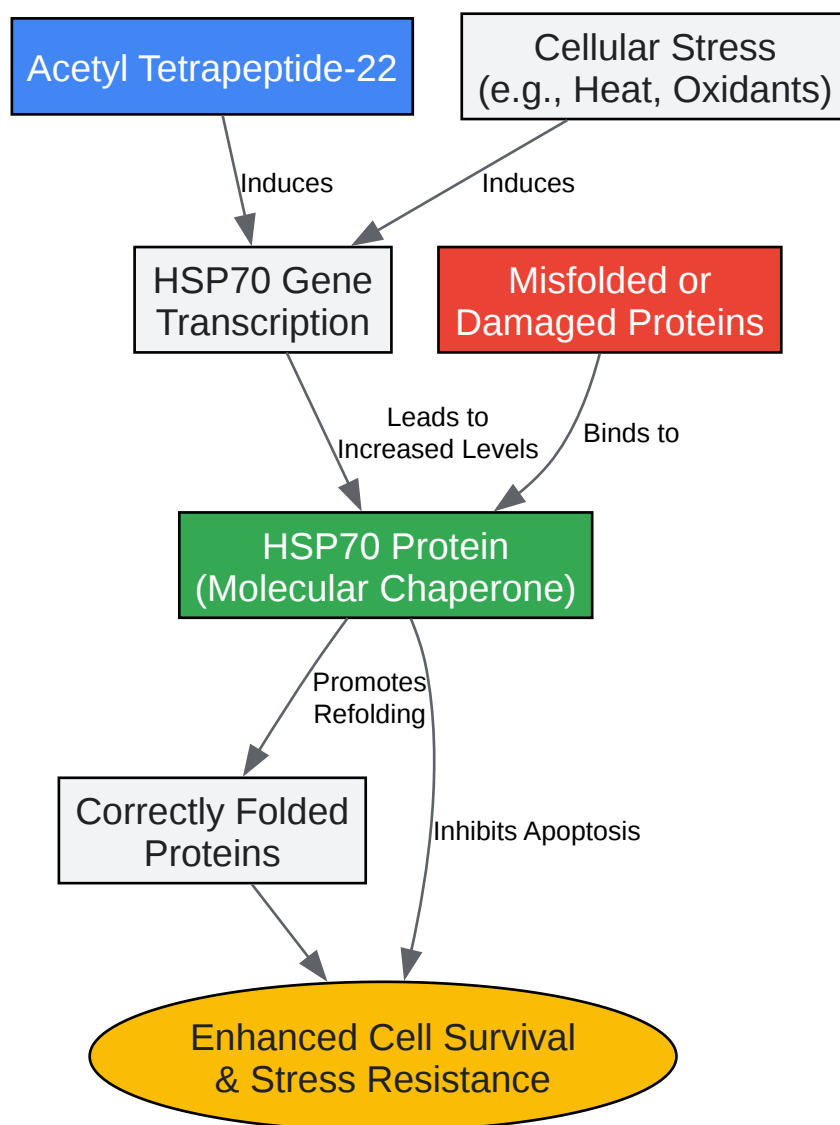 Acetyl Tetrapeptide-22
Cellular Stress
(e.g., Heat, Oxidants)
Induces
Induces
HSP70 Gene
Transcription
Misfolded or
Damaged Proteins
Leads to
Increased Levels
Binds to
HSP70 Protein
(Molecular Chaperone)
Promotes
Refolding
Correctly Folded
Proteins
Inhibits Apoptosis
Enhanced Cell Survival
& Stress Resistance